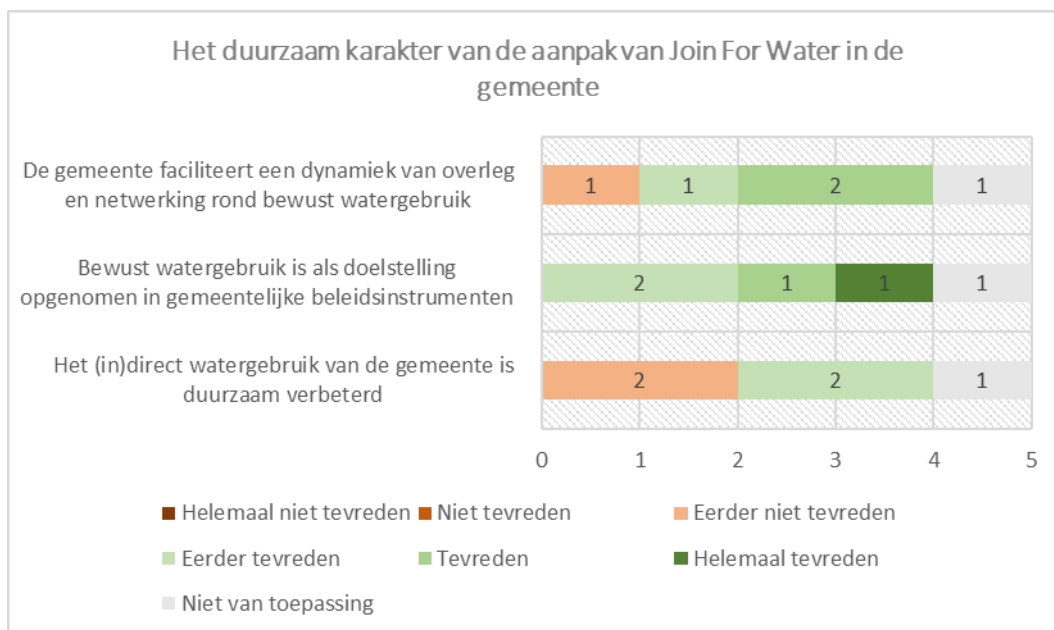 Het duurzaam karakter van de aanpak van Join For Water in de
gemeente
De gemeente faciliteert een dynamiek van overleg
en netwerking rond bewust watergebruik
1 1 2 1
Bewust watergebruik is als doelstelling
opgenomen in gemeentelijke beleidsinstrumenten
2 1 1 1
Het (in)direct watergebruik van de gemeente is
duurzaam verbeterd
2 2 1
0 1 2 3 4 5
Helemaal niet tevreden Niet tevreden Eerder niet tevreden
Eerder tevreden Tevreden Helemaal tevreden
Niet van toepassing